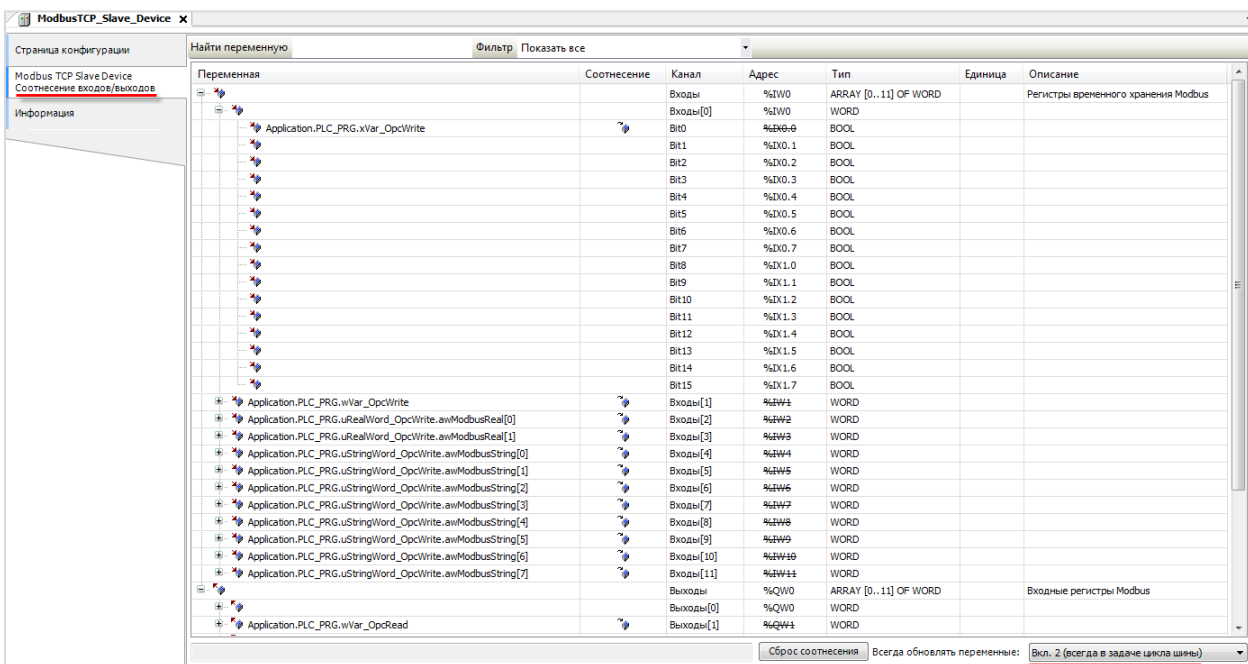 ModbusTCP_Slave_Device X
Страница конфигурации
Modbus TCP Slave Device
Соотнесение входов/выходов
Информация
Найти переменную Фильтр Показать все
Переменная Соотнесение Канал Адрес Тип Единица Описание
Входы %IW0 ARRAY [0..11] OF WORD Регистры временного хранения Modbus
Входы[0] %IW0 WORD
Application.PLC_PRG.xVar_OpcWrite Bit0 %IX0.0 BOOL
Bit1 %IX0.1 BOOL
Bit2 %IX0.2 BOOL
Bit3 %IX0.3 BOOL
Bit4 %IX0.4 BOOL
Bit5 %IX0.5 BOOL
Bit6 %IX0.6 BOOL
Bit7 %IX0.7 BOOL
Bit8 %IX1.0 BOOL
Bit9 %IX1.1 BOOL
Bit10 %IX1.2 BOOL
Bit11 %IX1.3 BOOL
Bit12 %IX1.4 BOOL
Bit13 %IX1.5 BOOL
Bit14 %IX1.6 BOOL
Bit15 %IX1.7 BOOL
Application.PLC_PRG.wVar_OpcWrite Входы[1] %IW1 WORD
Application.PLC_PRG.uRealWord_OpcWrite.awModbusReal[0] Входы[2] %IW2 WORD
Application.PLC_PRG.uRealWord_OpcWrite.awModbusReal[1] Входы[3] %IW3 WORD
Application.PLC_PRG.uStringWord_OpcWrite.awModbusString[0] Входы[4] %IW4 WORD
Application.PLC_PRG.uStringWord_OpcWrite.awModbusString[1] Входы[5] %IW5 WORD
Application.PLC_PRG.uStringWord_OpcWrite.awModbusString[2] Входы[6] %IW6 WORD
Application.PLC_PRG.uStringWord_OpcWrite.awModbusString[3] Входы[7] %IW7 WORD
Application.PLC_PRG.uStringWord_OpcWrite.awModbusString[4] Входы[8] %IW8 WORD
Application.PLC_PRG.uStringWord_OpcWrite.awModbusString[5] Входы[9] %IW9 WORD
Application.PLC_PRG.uStringWord_OpcWrite.awModbusString[6] Входы[10] %IW10 WORD
Application.PLC_PRG.uStringWord_OpcWrite.awModbusString[7] Входы[11] %IW11 WORD
Выходы %QW0 ARRAY [0..11] OF WORD Входные регистры Modbus
Выходы[0] %QW0 WORD
Application.PLC_PRG.wVar_OpcRead Выходы[1] %QW1 WORD
Сброс соотнесения Всегда обновлять переменные: Вкл. 2 (всегда в задаче цикла шины)